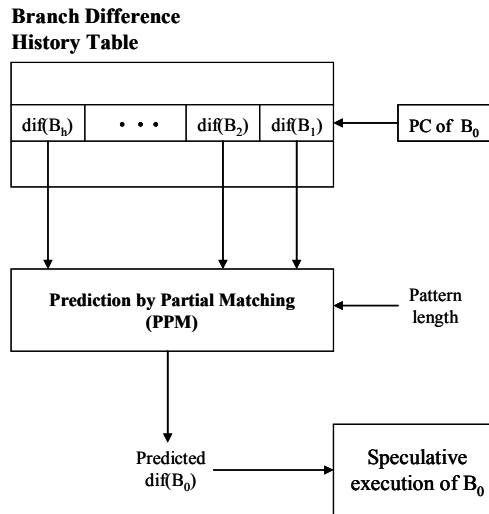 Branch Difference
History Table
dif(Bₕ)
• • •
dif(B₂)
dif(B₁)
PC of B₀
Prediction by Partial Matching
(PPM)
Pattern
length
Predicted
dif(B₀)
Speculative
execution of B₀